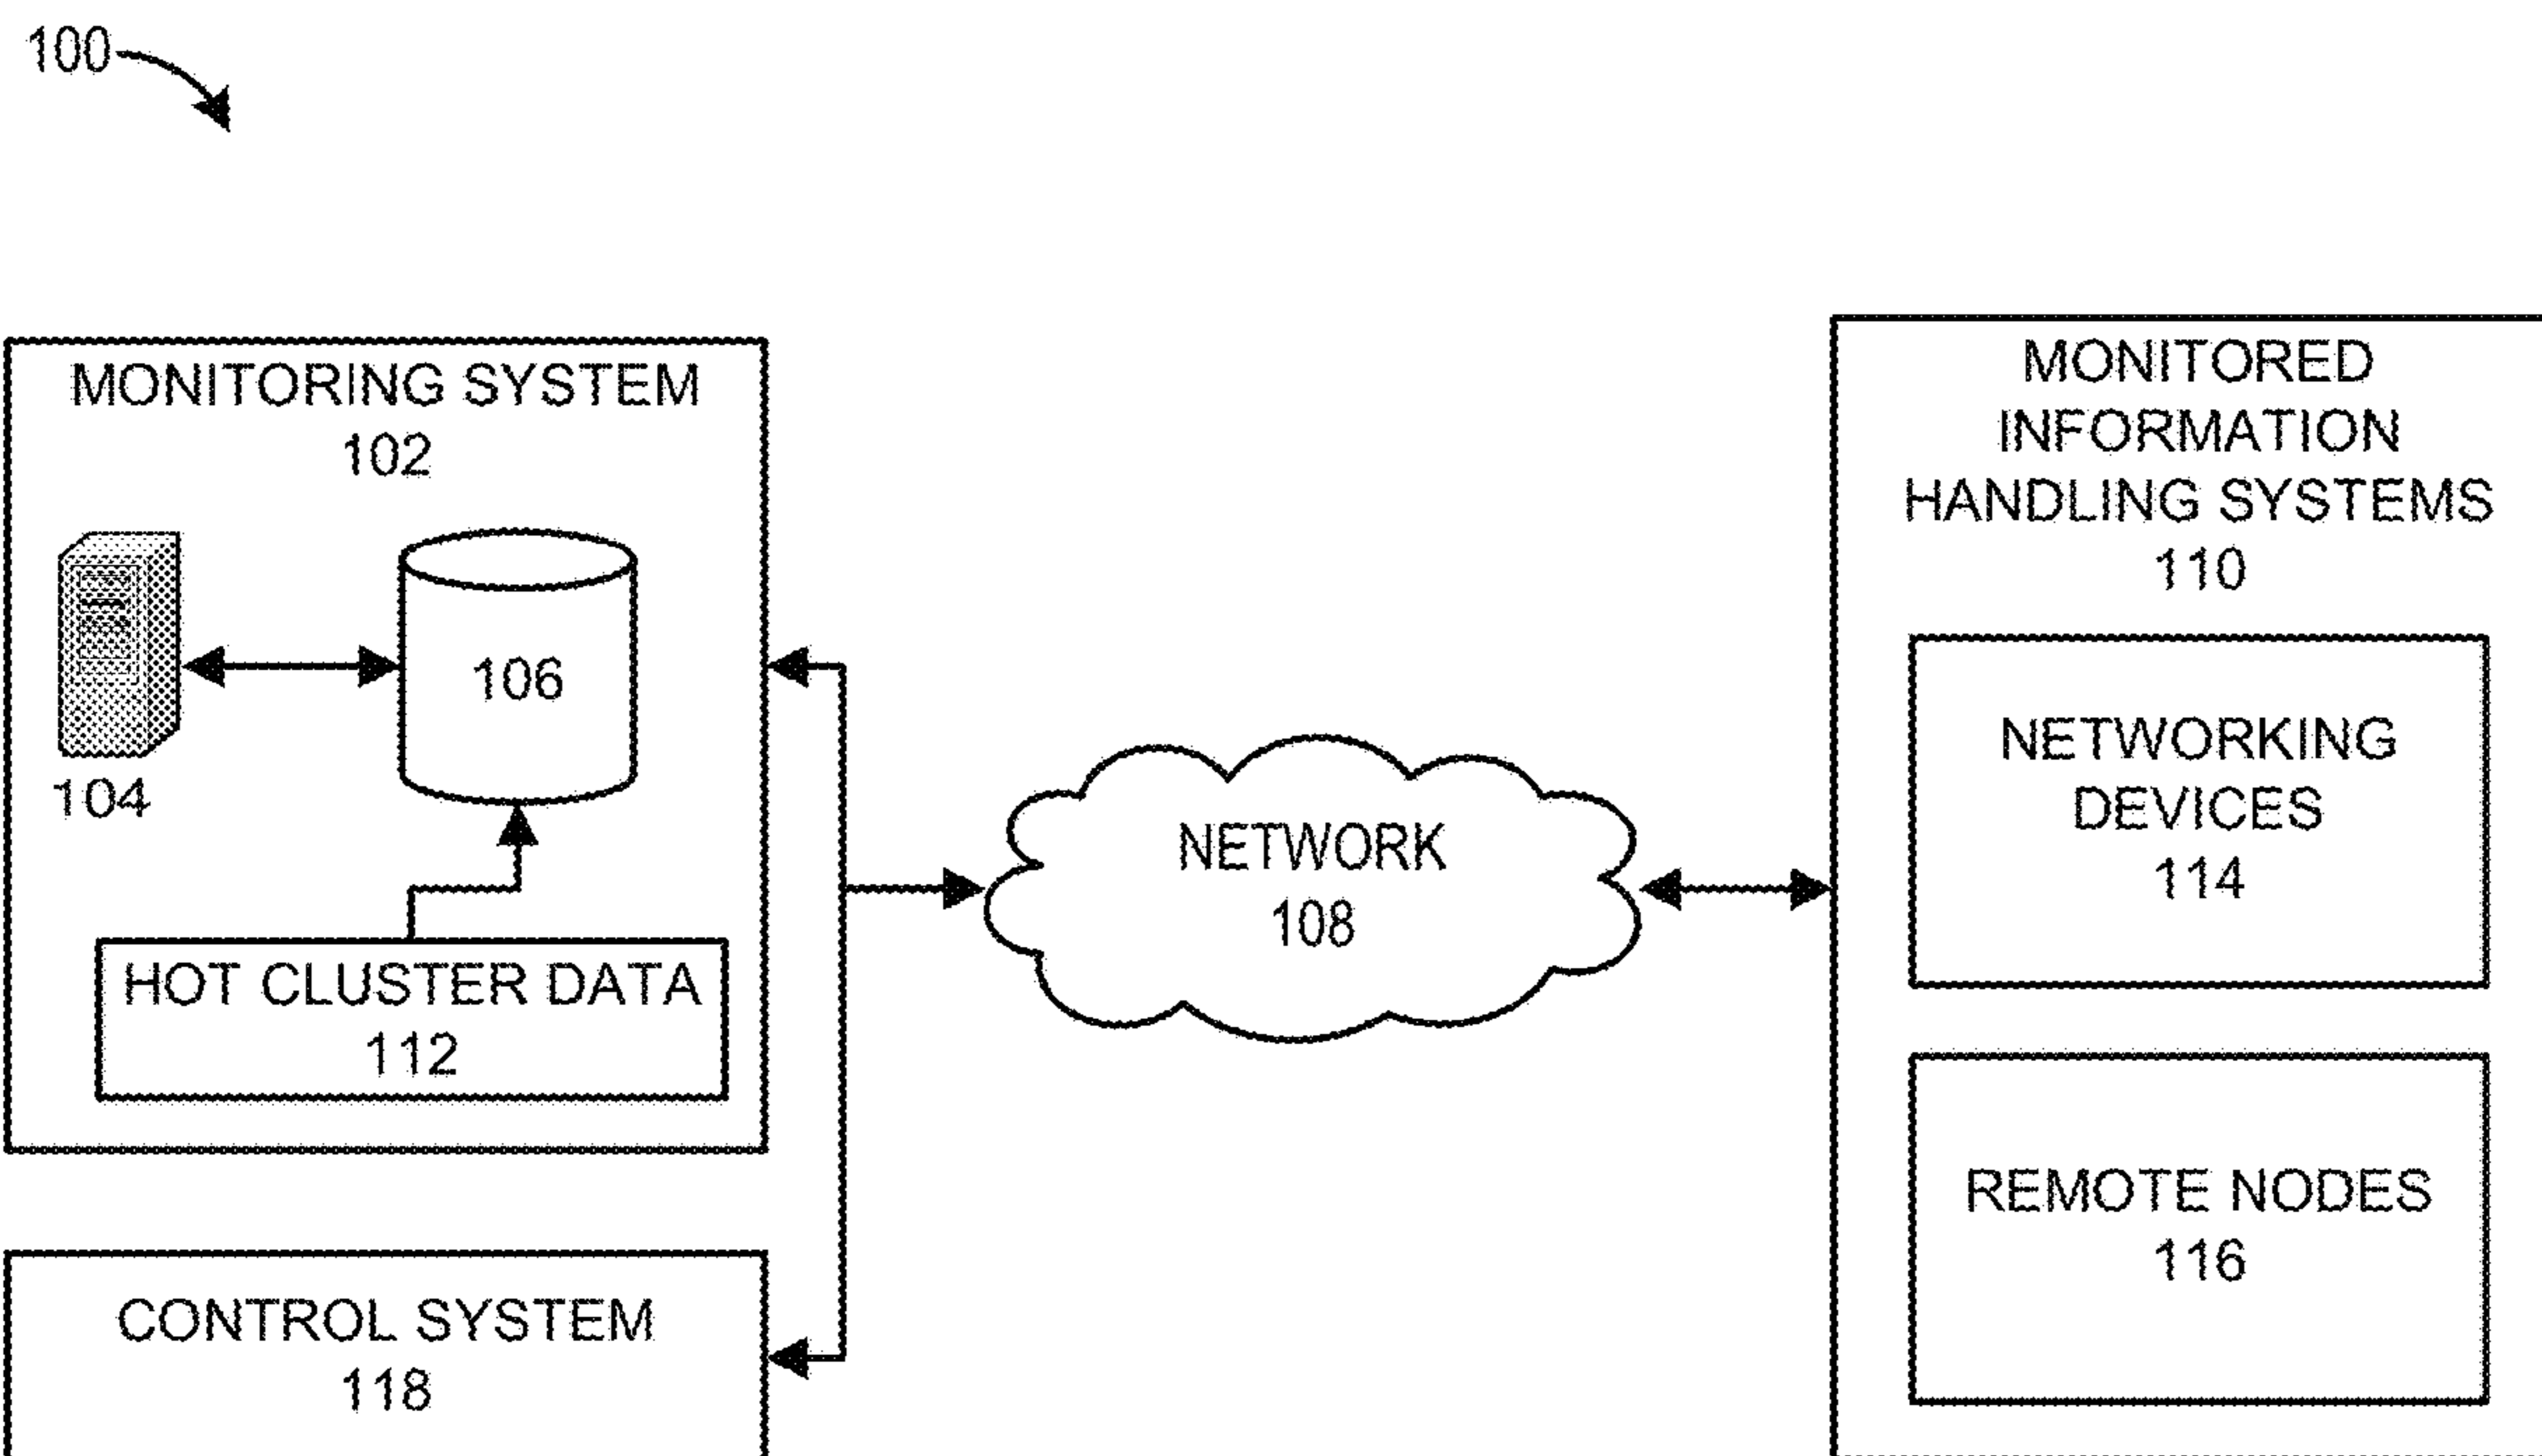 100
MONITORING SYSTEM
102
104
106
HOT CLUSTER DATA
112
CONTROL SYSTEM
118
NETWORK
108
MONITORED
INFORMATION
HANDLING SYSTEMS
110
NETWORKING
DEVICES
114
REMOTE NODES
116